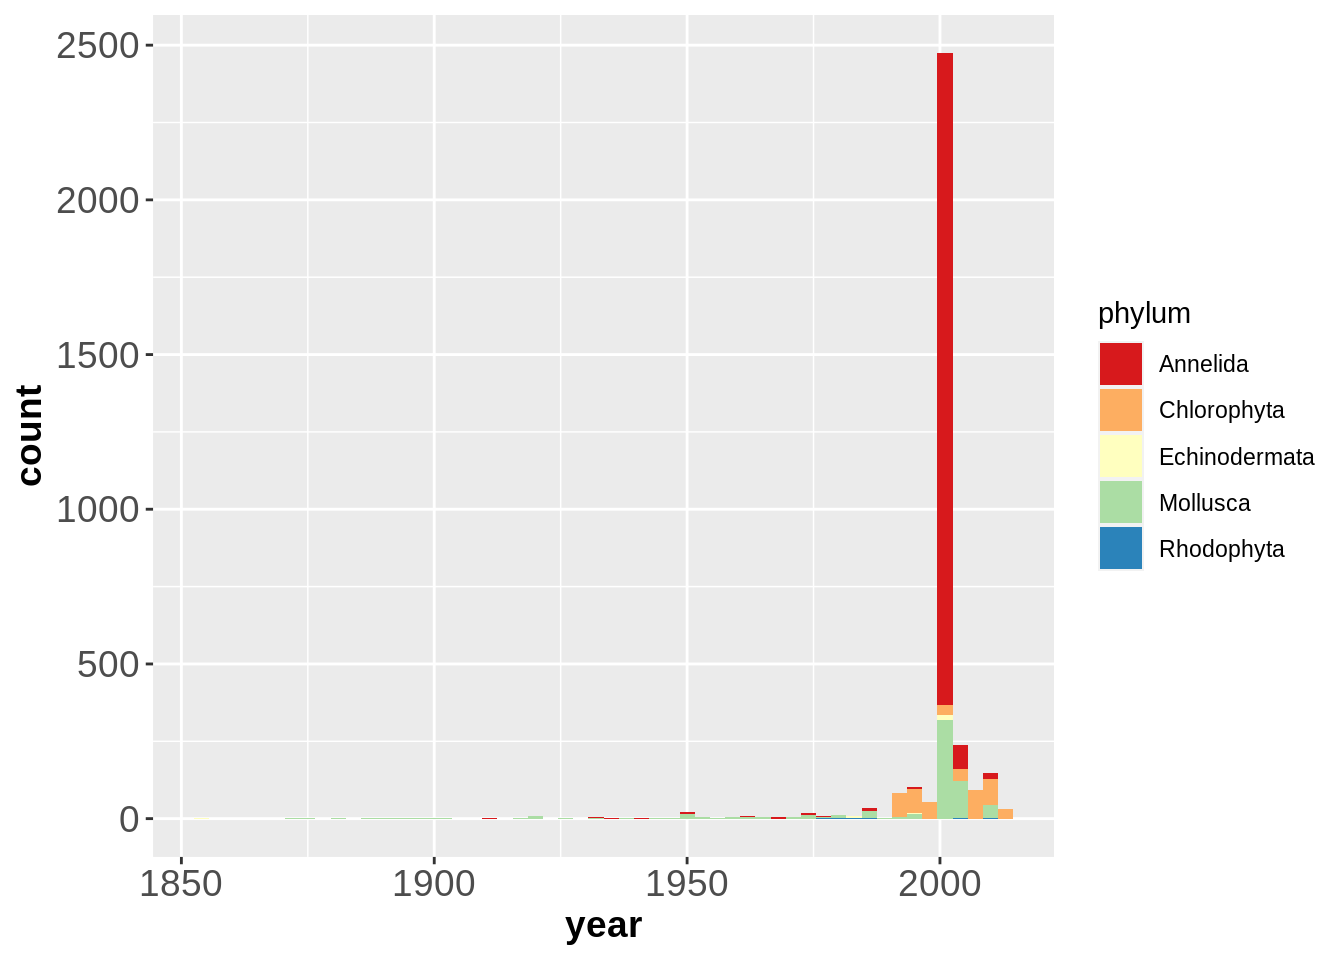 2500
2000
1500
1000
500
0
count
1850 1900 1950 2000
year
phylum
Annelida
Chlorophyta
Echinodermata
Mollusca
Rhodophyta